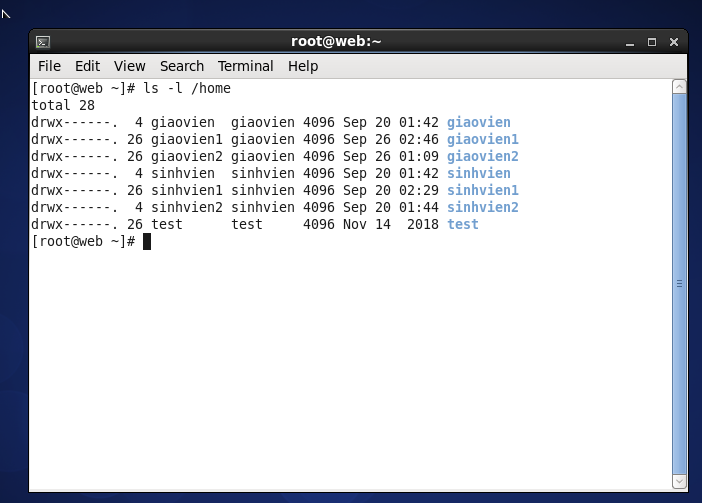 root@web:~
File Edit View Search Terminal Help
[root@web ~]# ls -l /home
total 28
drwx------.  4 giaovien  giaovien 4096 Sep 20 01:42 giaovien
drwx------. 26 giaovien1 giaovien 4096 Sep 26 02:46 giaovien1
drwx------. 26 giaovien2 giaovien 4096 Sep 26 01:09 giaovien2
drwx------.  4 sinhvien  sinhvien 4096 Sep 20 01:42 sinhvien
drwx------. 26 sinhvien1 sinhvien 4096 Sep 20 02:29 sinhvien1
drwx------.  4 sinhvien2 sinhvien 4096 Sep 20 01:44 sinhvien2
drwx------. 26 test      test     4096 Nov 14  2018 test
[root@web ~]#